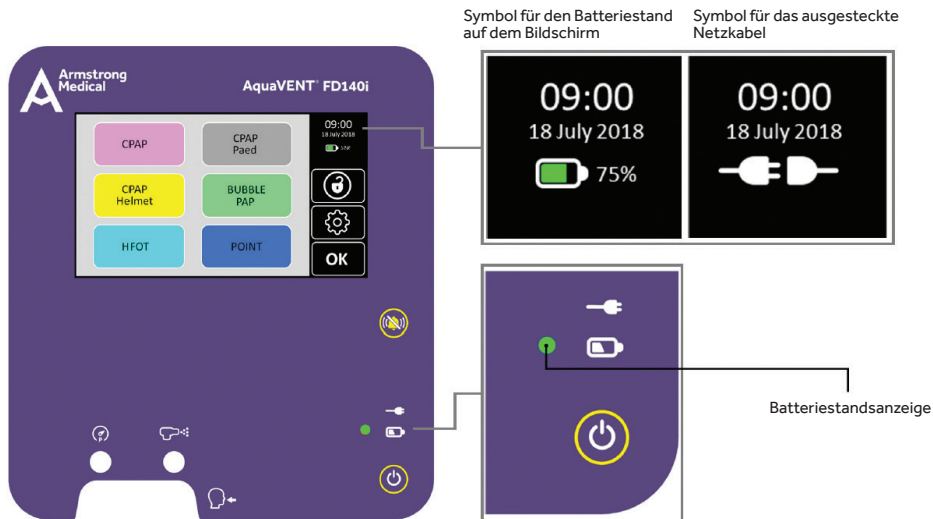 Symbol für den Batteriestand
auf dem Bildschirm
Symbol für das ausgesteckte
Netzkabel
Armstrong
Medical
AquaVENT® FD140i
CPAP
CPAP
Paed
CPAP
Helmet
BUBBLE
PAP
HFOT
POINT
09:00
18 July 2018
OK
09:00
18 July 2018
75%
09:00
18 July 2018
P
Batteriestandsanzeige